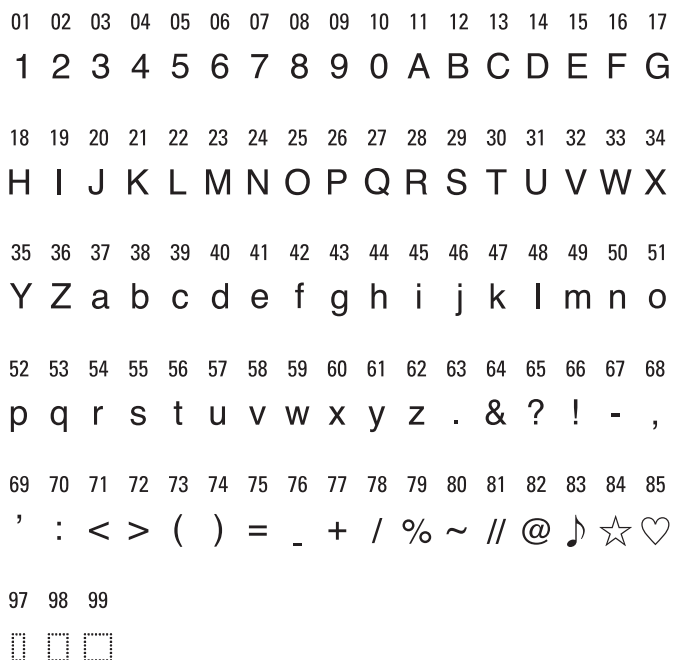 01 02 03 04 05 06 07 08 09 10 11 12 13 14 15 16 17
1 2 3 4 5 6 7 8 9 0 A B C D E F G
18 19 20 21 22 23 24 25 26 27 28 29 30 31 32 33 34
H I J K L M N O P Q R S T U V W X
35 36 37 38 39 40 41 42 43 44 45 46 47 48 49 50 51
Y Z a b c d e f g h i j k l m n o
52 53 54 55 56 57 58 59 60 61 62 63 64 65 66 67 68
p q r s t u v w x y z . & ? ! - ,
69 70 71 72 73 74 75 76 77 78 79 80 81 82 83 84 85
’ : < > ( ) = _ + / % ~ // @ ♪ ☆ ♡
97 98 99